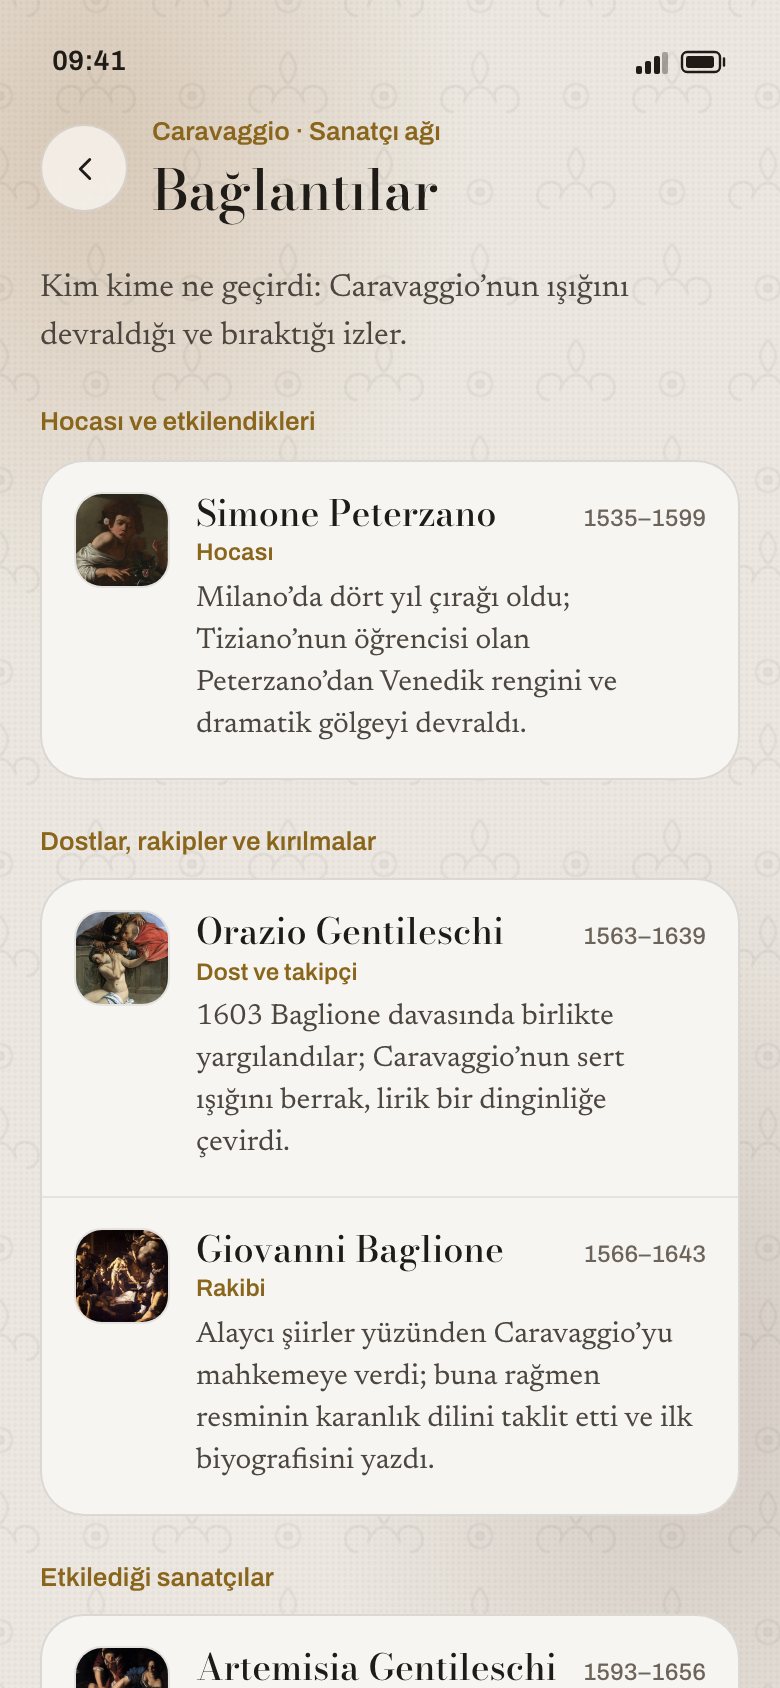 09:41
Caravaggio · Sanatçı ağı
Bağlantılar
Kim kime ne geçirdi: Caravaggio’nun ışığını
devraldığı ve bıraktığı izler.
Hocası ve etkilendikleri
Simone Peterzano 1535–1599
Hocası
Milano’da dört yıl çırağı oldu;
Tiziano’nun öğrencisi olan
Peterzano’dan Venedik rengini ve
dramatik gölgeyi devraldı.
Dostlar, rakipler ve kırılmalar
Orazio Gentileschi 1563–1639
Dost ve takipçi
1603 Baglione davasında birlikte
yargılandılar; Caravaggio’nun sert
ışığını berrak, lirik bir dinginliğe
çevirdi.
Giovanni Baglione 1566–1643
Rakibi
Alaycı şiirler yüzünden Caravaggio’yu
mahkemeye verdi; buna rağmen
resminin karanlık dilini taklit etti ve ilk
biyografisini yazdı.
Etkilediği sanatçılar
Artemisia Gentileschi 1593–1656